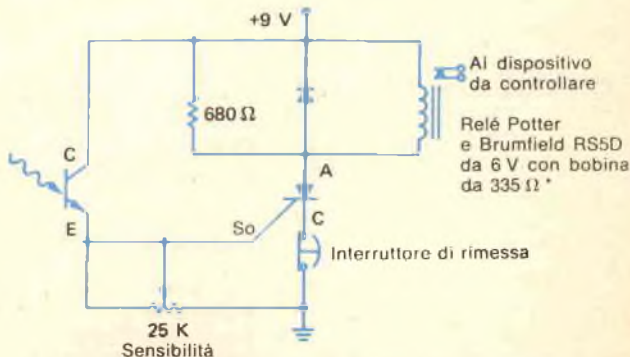 +9 V
Al dispositivo
da controllare
680 Ω
Relé Potter
e Brumfield RS5D
da 6 V con bobina
da 335 Ω *
C
A
C
E
So
Interruttore di rimessa
25 K
Sensibilità